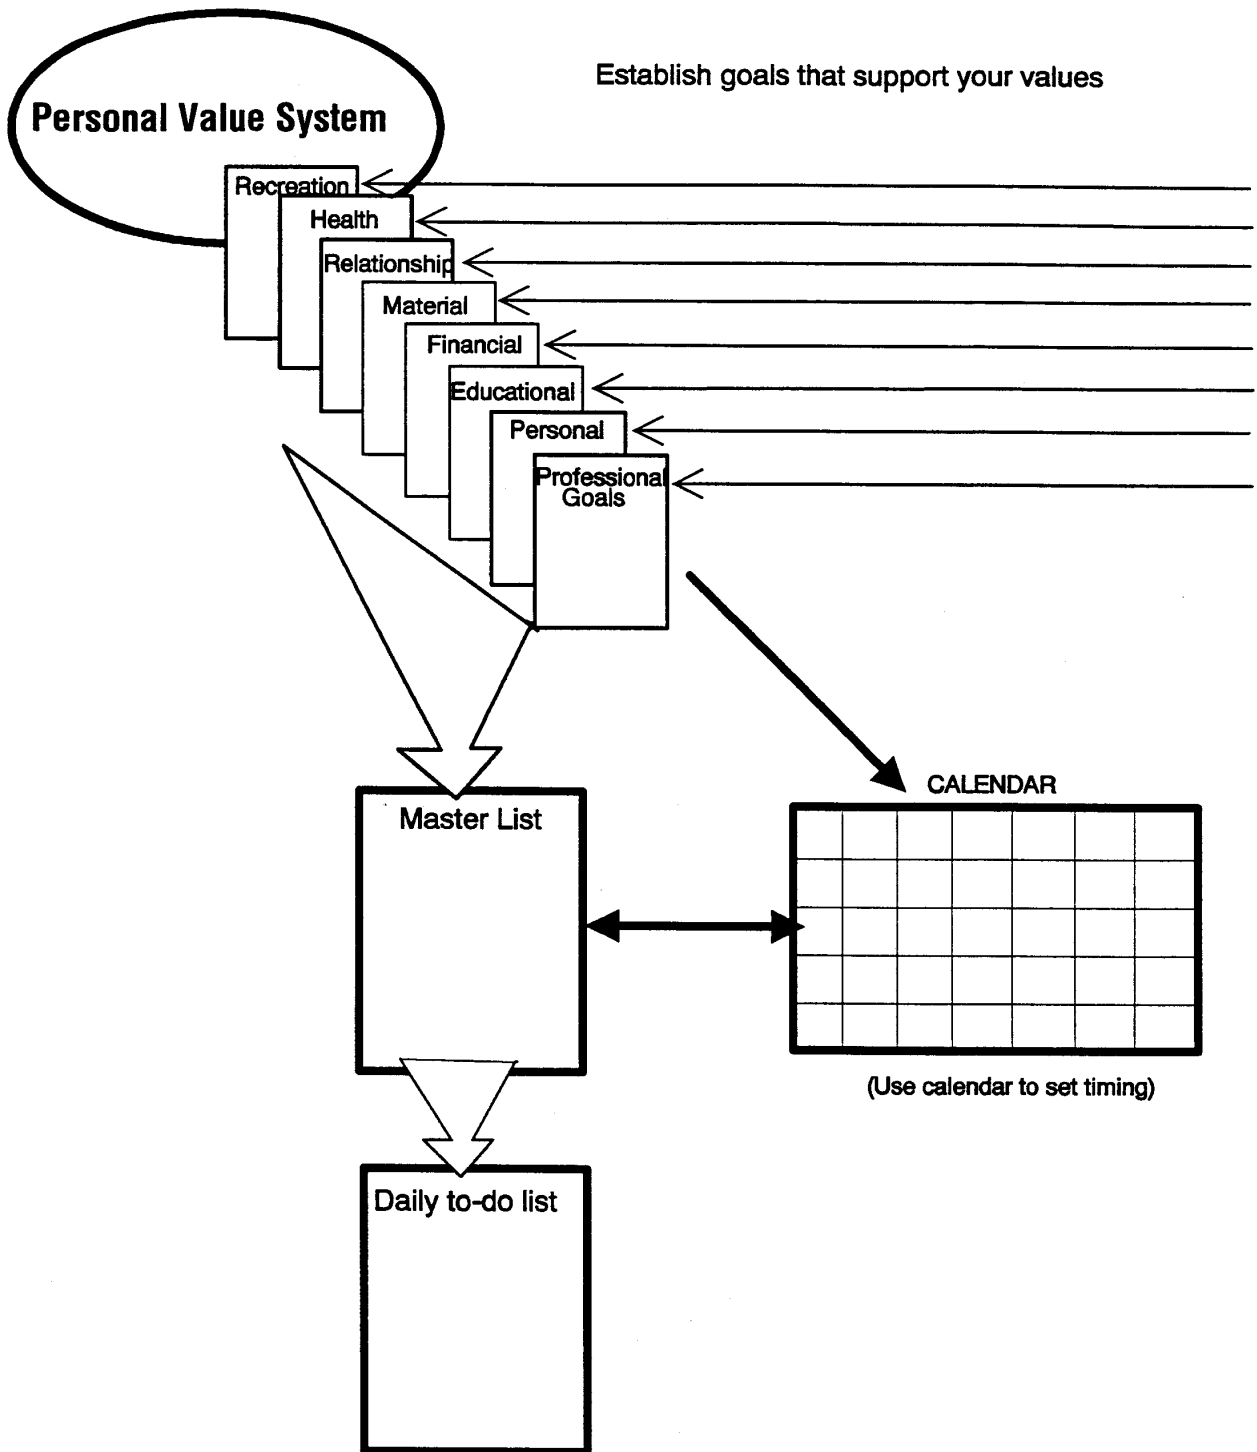 Establish goals that support your values
Personal Value System
Recreation
Health
Relationship
Material
Financial
Educational
Personal
Professional
Goals
CALENDAR
Master List
(Use calendar to set timing)
Daily to-do list